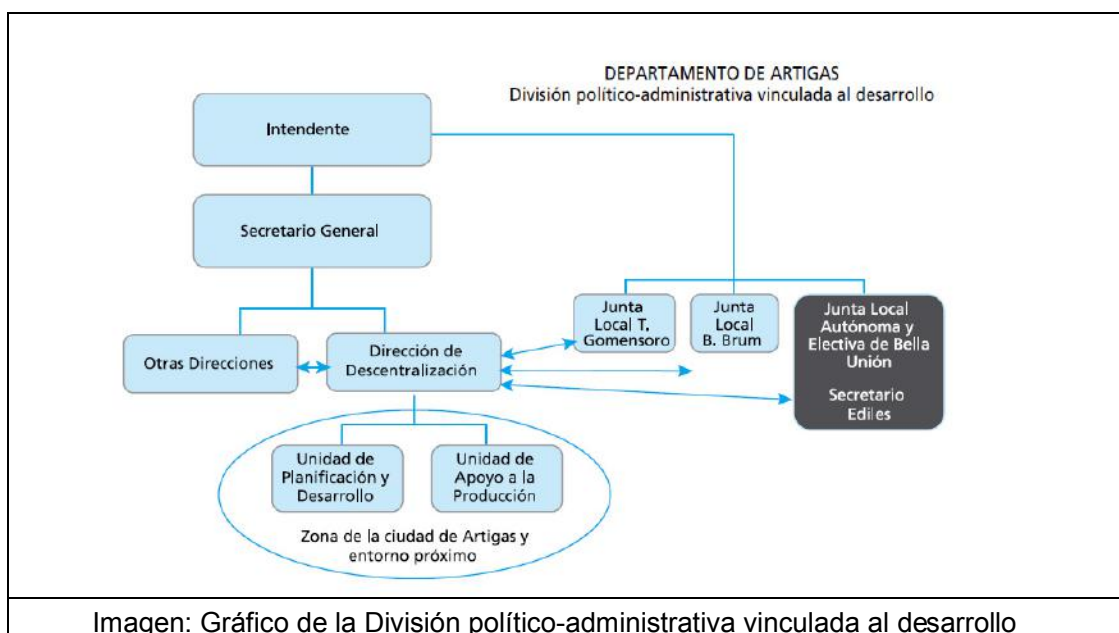 DEPARTAMENTO DE ARTIGAS
División político-administrativa vinculada al desarrollo
Intendente
Secretario General
Otras Direcciones
Dirección de
Descentralización
Junta
Local T.
Gomensoro
Junta
Local
B. Brum
Junta Local
Autónoma y
Electiva de Bella
Unión
Secretario
Ediles
Unidad de
Planificación y
Desarrollo
Unidad de
Apoyo a la
Producción
Zona de la ciudad de Artigas y
entorno próximo
Imagen: Gráfico de la División político-administrativa vinculada al desarrollo